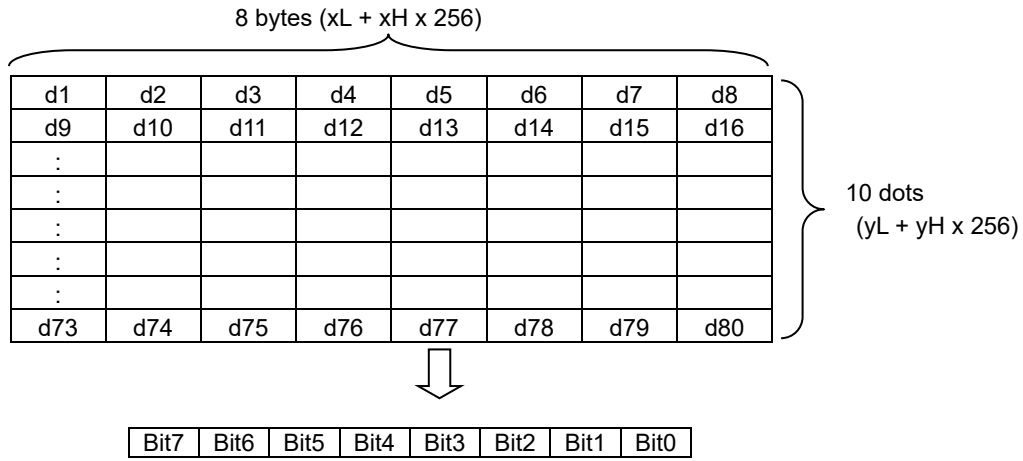 8 bytes (xL + xH x 256)
d1 d2 d3 d4 d5 d6 d7 d8
d9 d10 d11 d12 d13 d14 d15 d16
:
:
:
:
:
d73 d74 d75 d76 d77 d78 d79 d80
10 dots
(yL + yH x 256)
Bit7 Bit6 Bit5 Bit4 Bit3 Bit2 Bit1 Bit0